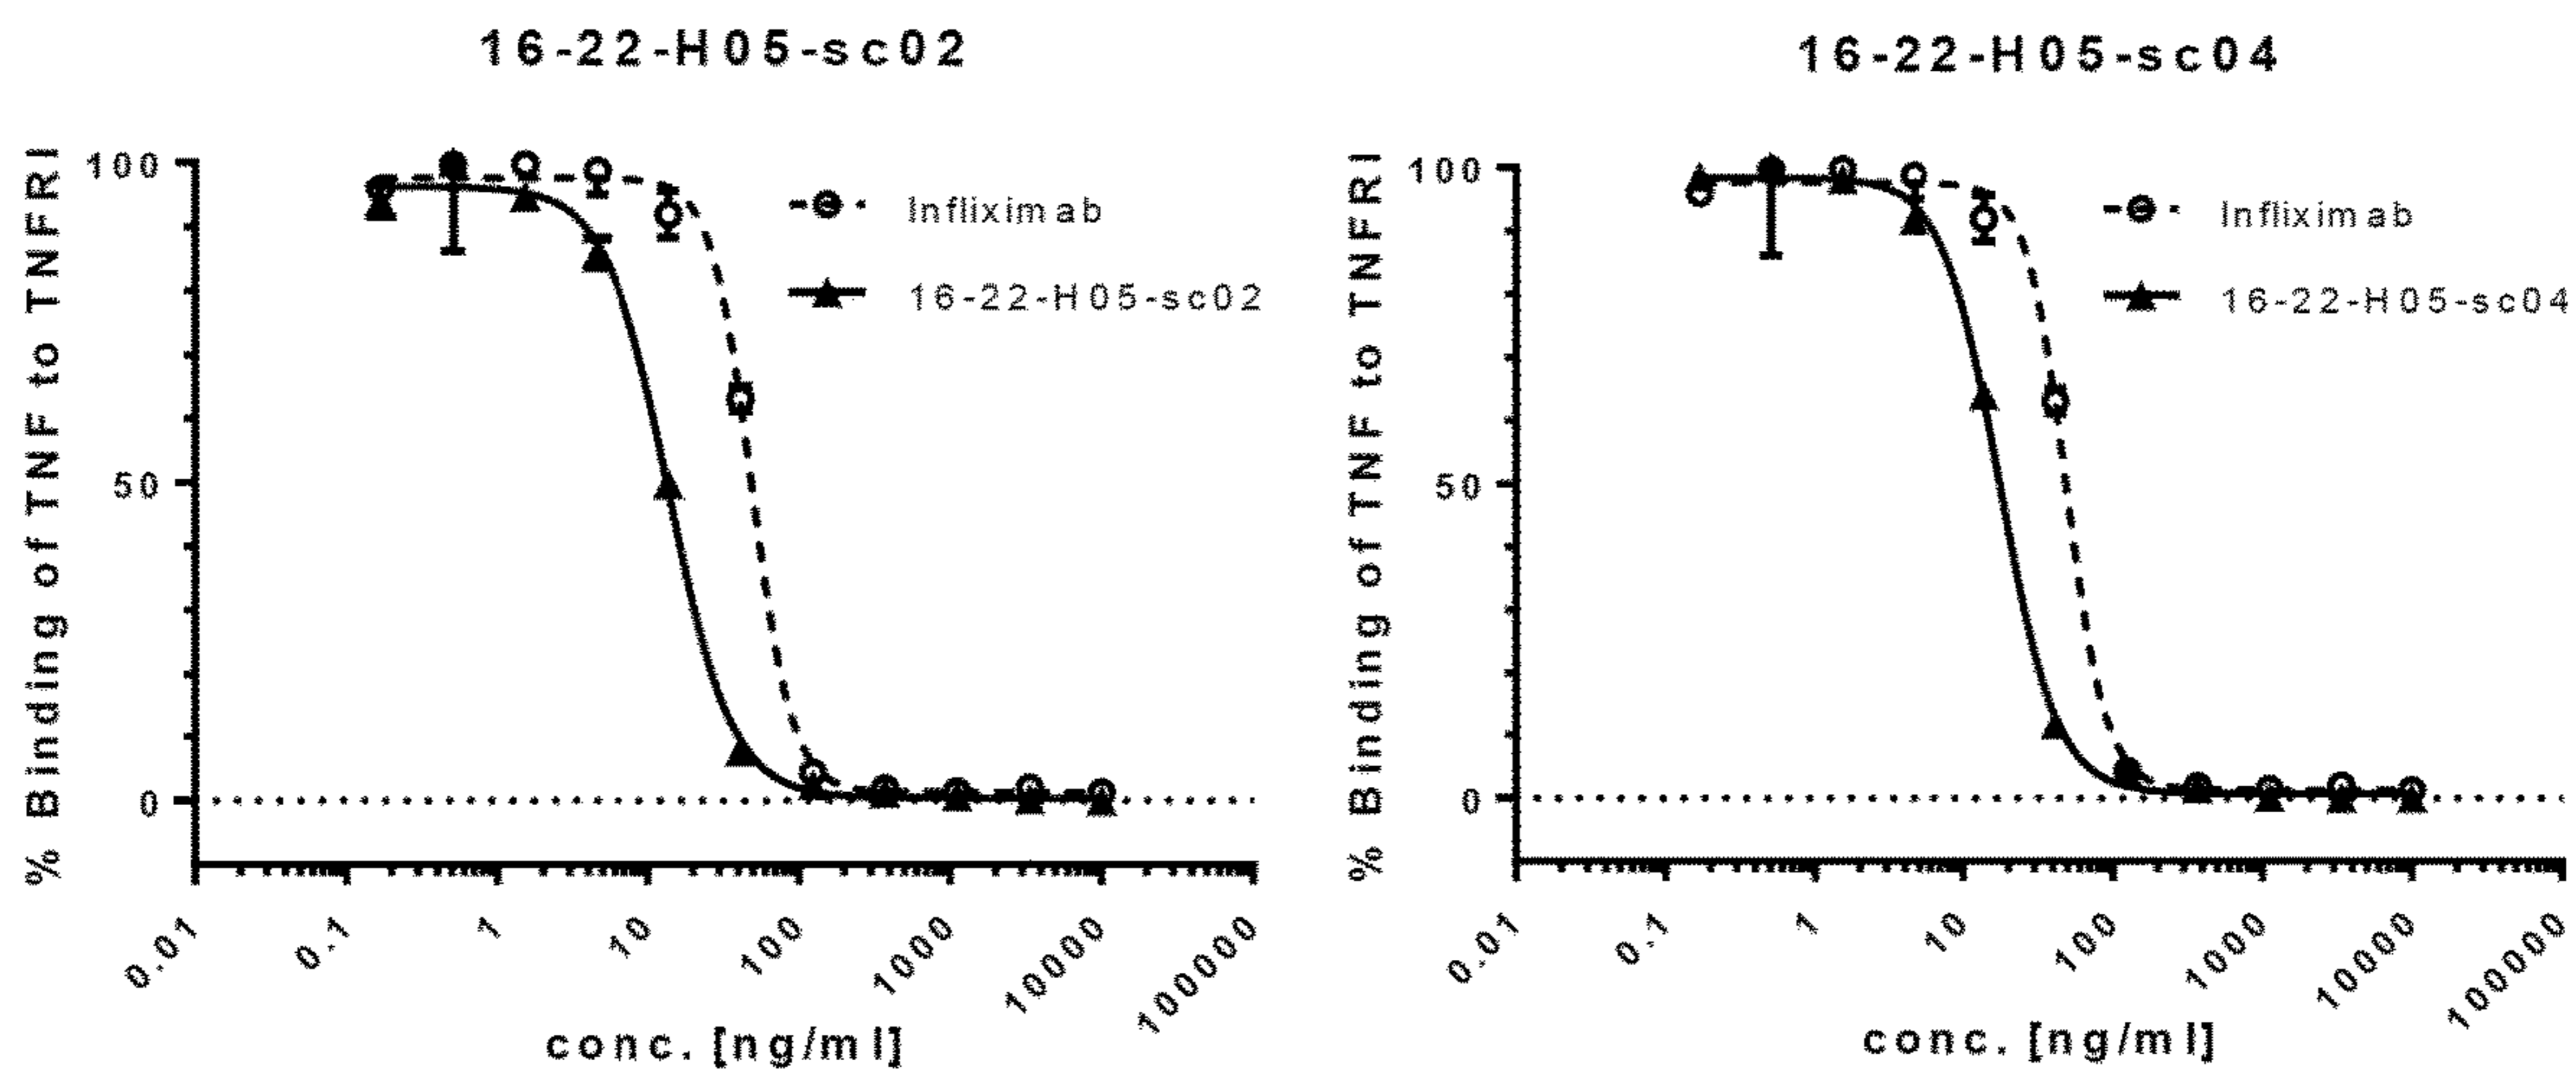 16-22-H05-sc02
% Binding of TNF to TNFRI
100
50
0
Infliximab
16-22-H05-sc02
0.01
0.1
1
10
100
1000
10000
100000
conc. [ng/ml]
16-22-H05-sc04
% Binding of TNF to TNFRI
100
50
0
Infliximab
16-22-H05-sc04
0.01
0.1
1
10
100
1000
10000
100000
conc. [ng/ml]